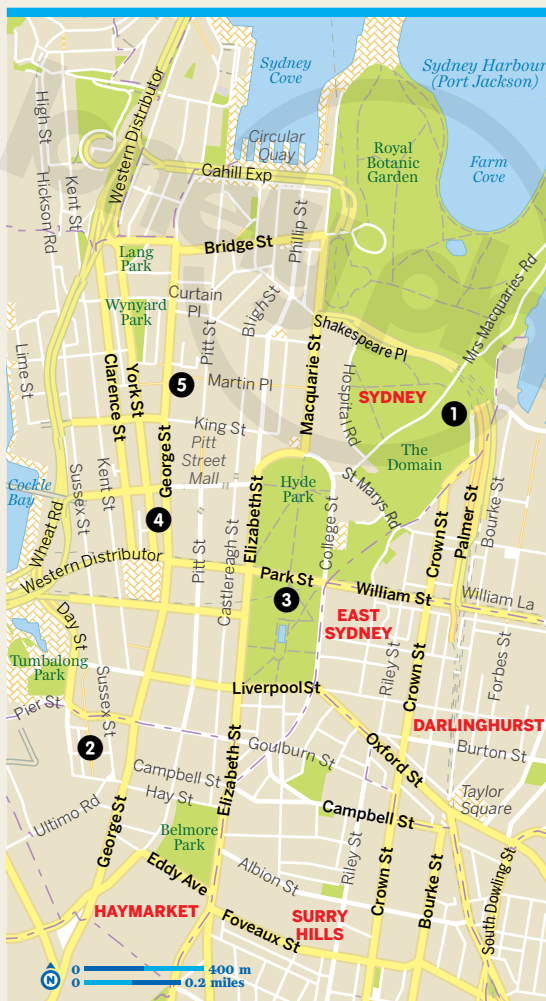 Sydney
Cove
Sydney Harbour
(Port Jackson)
High St
Western Distributor
Circular
Quay
Royal
Botanic
Garden
Farm
Cove
Cahill Exp
Hickson Rd
Kent St
Phillip St
Bridge St
Lang
Park
Mrs Macquaries Rd
Curtain
Pl
Bligh St
Wynyard
Park
Shakespeare Pl
Pitt St
Lime St
Macquarie St
Hospital Rd
5
Martin Pl
Clarence St
York St
SYDNEY
1
King St
Pitt
Street
Mall
The
Domain
George St
Elizabeth St
Hyde
Park
St Marys Rd
Cockle
Bay
Sussex St
Kent St
Palmer St
Bourke St
Wheat Rd
4
Castlereagh St
College St
Crown St
Western Distributor
Pitt St
Park St
William St
William La
3
EAST
SYDNEY
Day St
Riley St
Forbes St
Tumbalong
Park
Crown St
Sussex St
Liverpool St
Pier St
DARLINGHURST
2
Goulburn St
Oxford St
Burton St
Elizabeth St
Campbell St
Hay St
Taylor
Square
Campbell St
Ultimo Rd
George St
Belmore
Park
Riley St
Eddy Ave
Albion St
Crown St
Bourke St
South Dowling St
HAYMARKET
SURRY
HILLS
Foveaux St
N
0 400 m
0 0.2 miles